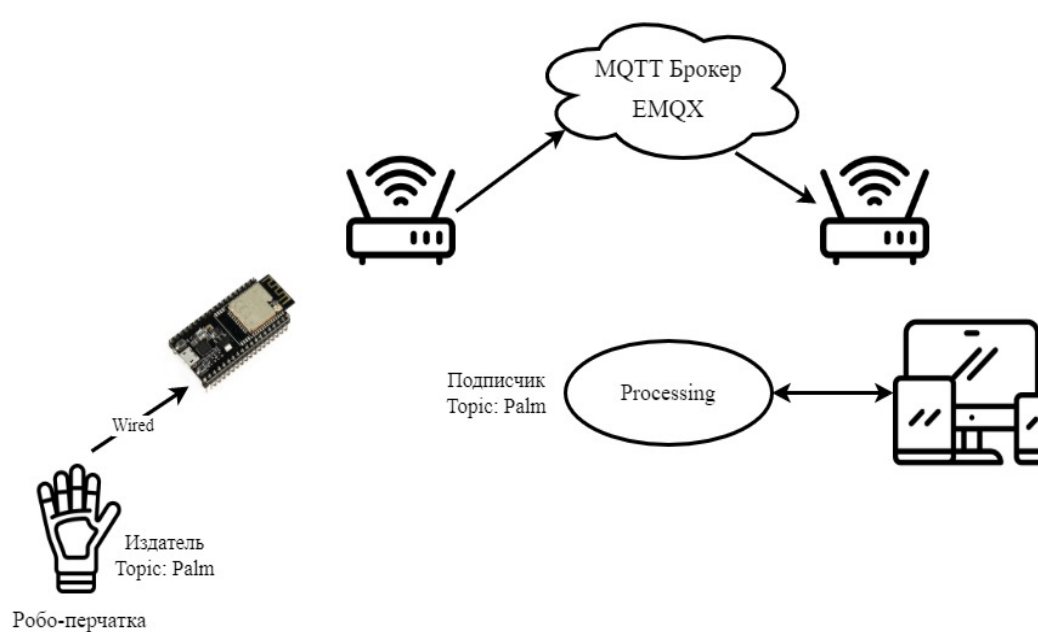 MQTT Брокер
EMQX
Подписчик
Topic: Palm
Processing
Wired
Издатель
Topic: Palm
Робо-перчатка